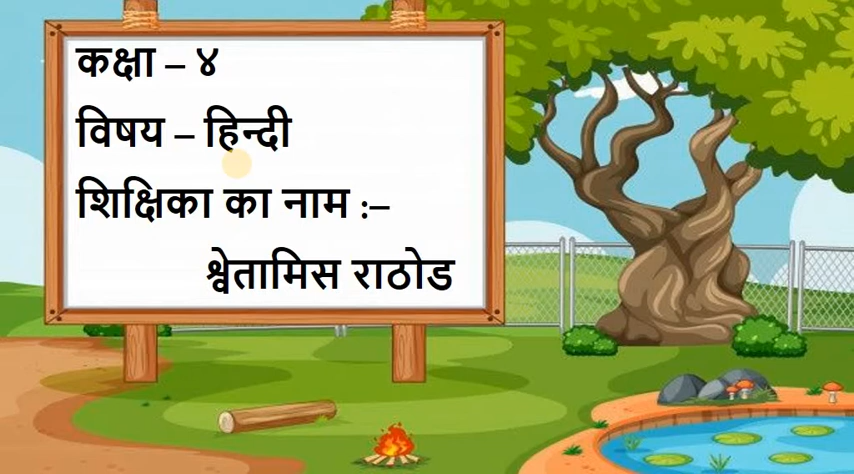 कक्षा – ४
विषय – हिन्दी
शिक्षिका का नाम :–
श्वेतामिस राठोड